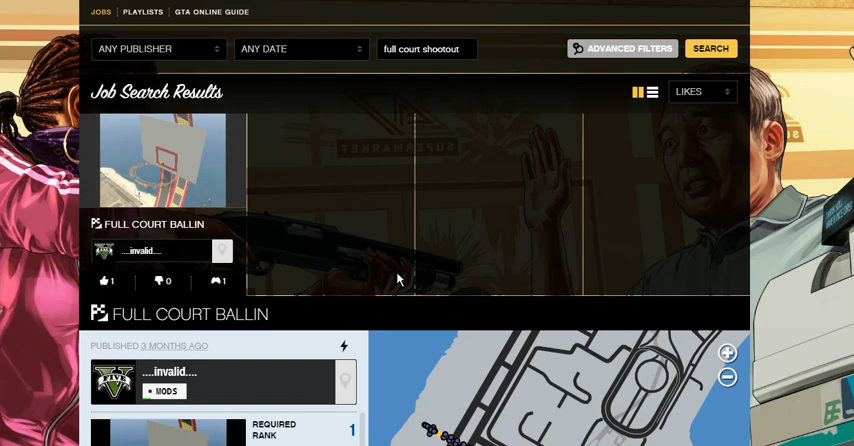 JOBS PLAYLISTS GTA ONLINE GUIDE
ANY PUBLISHER ANY DATE full court shootout ADVANCED FILTERS SEARCH
Job Search Results LIKES
SUPERMARKET
FULL COURT BALLIN
....invalid....
1 0 1
FULL COURT BALLIN
PUBLISHED 3 MONTHS AGO
....invalid....
FIVE
MODS
REQUIRED
RANK 1